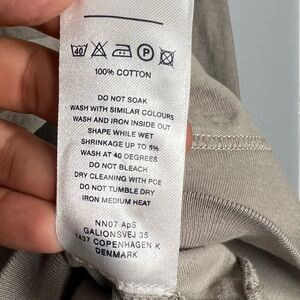 40 P
100% COTTON
DO NOT SOAK
WASH WITH SIMILAR COLOURS
WASH AND IRON INSIDE OUT
SHAPE WHILE WET
SHRINKAGE UP TO 5%
WASH AT 40 DEGREES
DO NOT BLEACH
DRY CLEANING WITH PCE
DO NOT TUMBLE DRY
IRON MEDIUM HEAT
NN07 ApS
GALIONSVEJ 35
1437 COPENHAGEN K
DENMARK